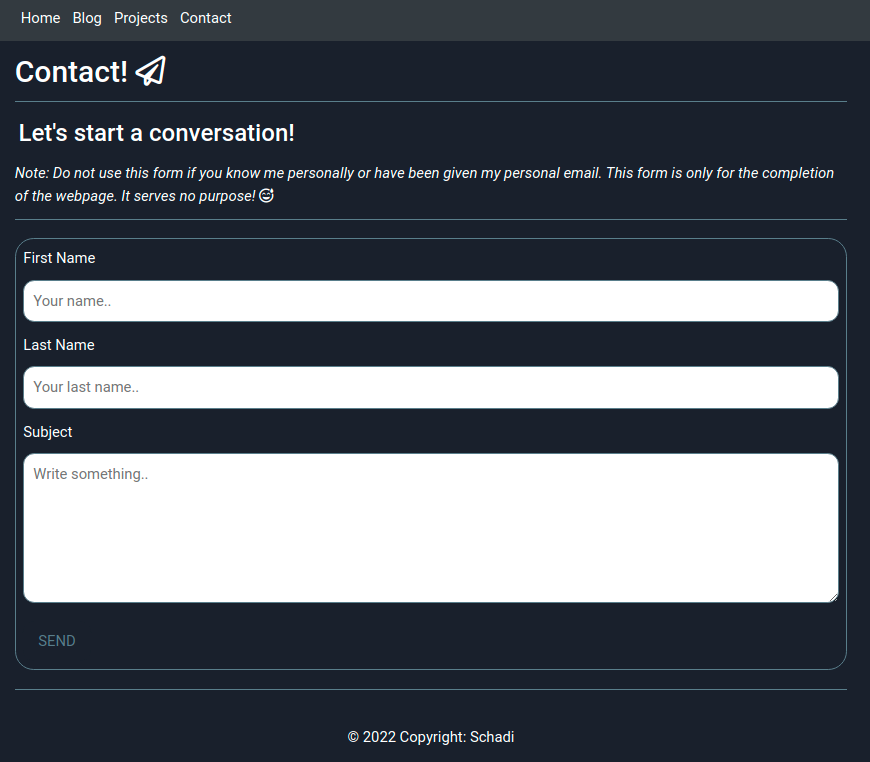 Home Blog Projects Contact
Contact!
Let's start a conversation!
Note: Do not use this form if you know me personally or have been given my personal email. This form is only for the completion
of the webpage. It serves no purpose!
First Name
Your name..
Last Name
Your last name..
Subject
Write something..
SEND
© 2022 Copyright: Schadi